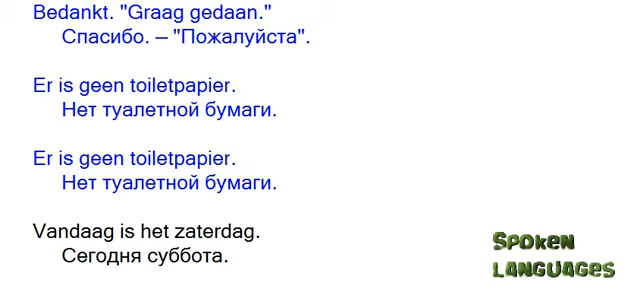 Bedankt. "Graag gedaan."
Спасибо. – "Пожалуйста".
Er is geen toiletpapier.
Нет туалетной бумаги.
Er is geen toiletpapier.
Нет туалетной бумаги.
Vandaag is het zaterdag.
Сегодня суббота.
SPOKEN
LANGUAGES